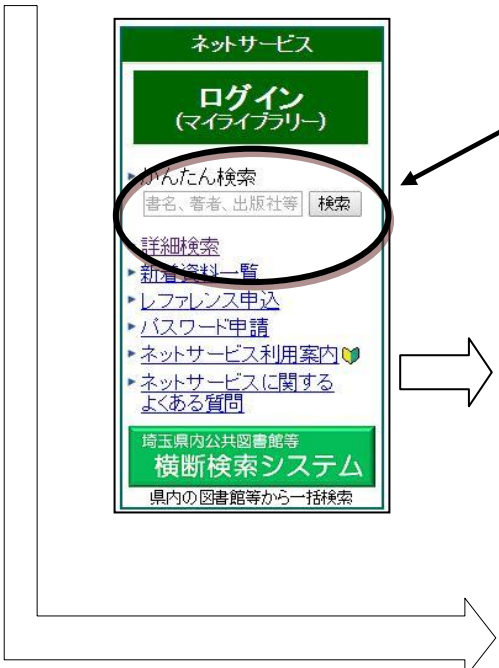 ネットサービス
ログイン
(マイライブラリー)
かんたん検索
書名、著者、出版社等 検索
詳細検索
新着資料一覧
レファレンス申込
パスワード申請
ネットサービス利用案内
ネットサービスに関する
よくある質問
埼玉県内公共図書館等
横断検索システム
県内の図書館等から一括検索